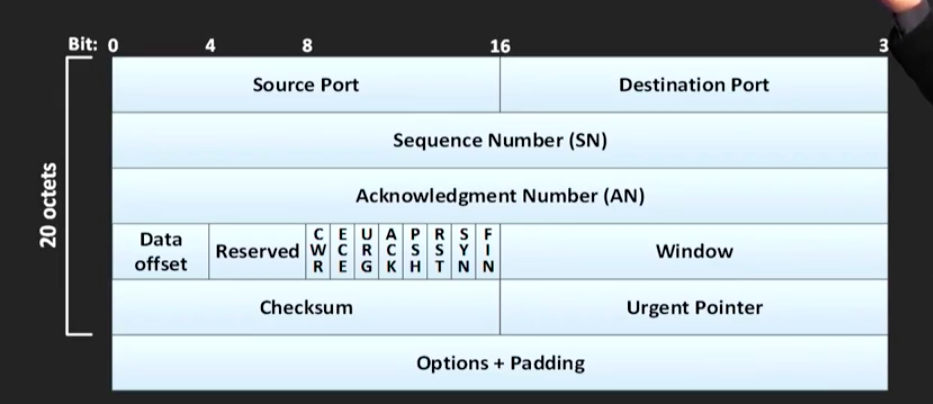 Bit: 0 4 8 16 3
Source Port Destination Port
Sequence Number (SN)
Acknowledgment Number (AN)
20 octets
Data offset Reserved CWR ECE URG ACK PSH RST SYN FIN Window
Checksum Urgent Pointer
Options + Padding